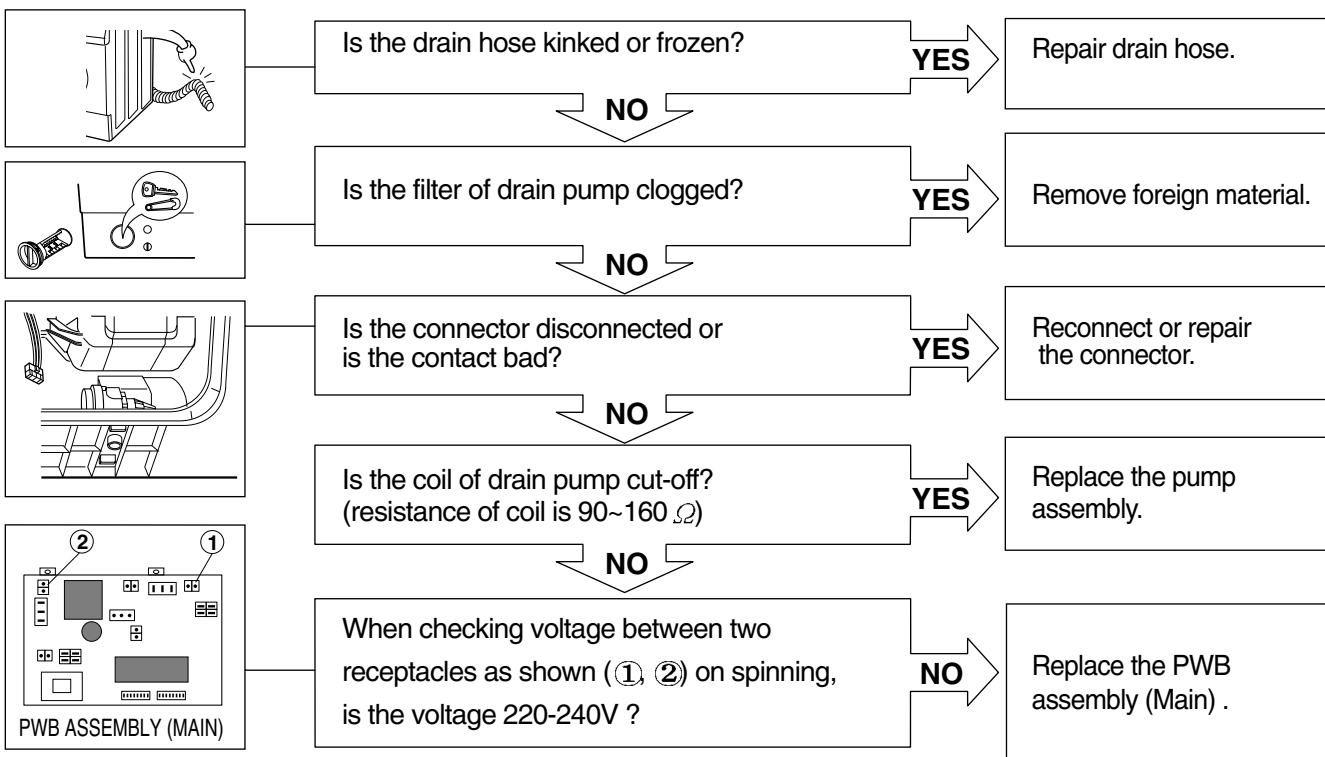 Is the drain hose kinked or frozen?
YES
Repair drain hose.
NO
Is the filter of drain pump clogged?
YES
Remove foreign material.
NO
Is the connector disconnected or
is the contact bad?
YES
Reconnect or repair
the connector.
NO
Is the coil of drain pump cut-off?
(resistance of coil is 90~160 Ω)
YES
Replace the pump
assembly.
NO
② ①
PWB ASSEMBLY (MAIN)
When checking voltage between two
receptacles as shown (①, ②) on spinning,
is the voltage 220-240V ?
NO
Replace the PWB
assembly (Main) .